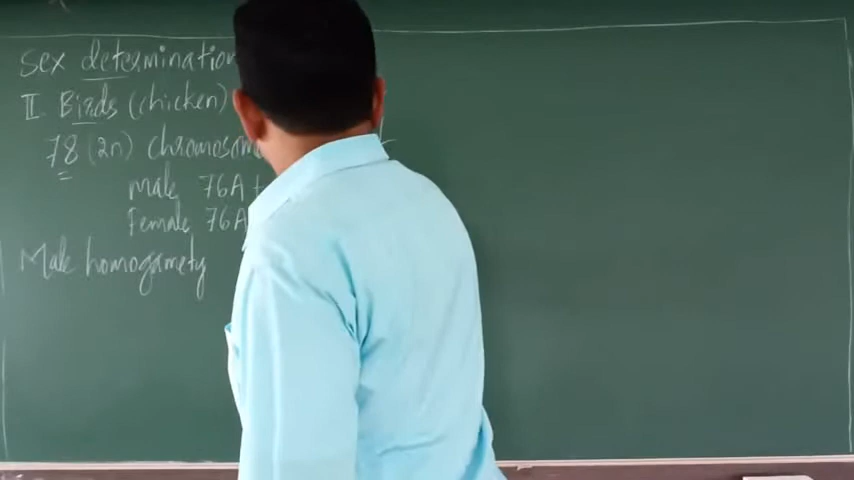 Sex determination
II Birds (chicken)
78 (2n) chromosome
male 76A +
Female 76A
Male homogamety